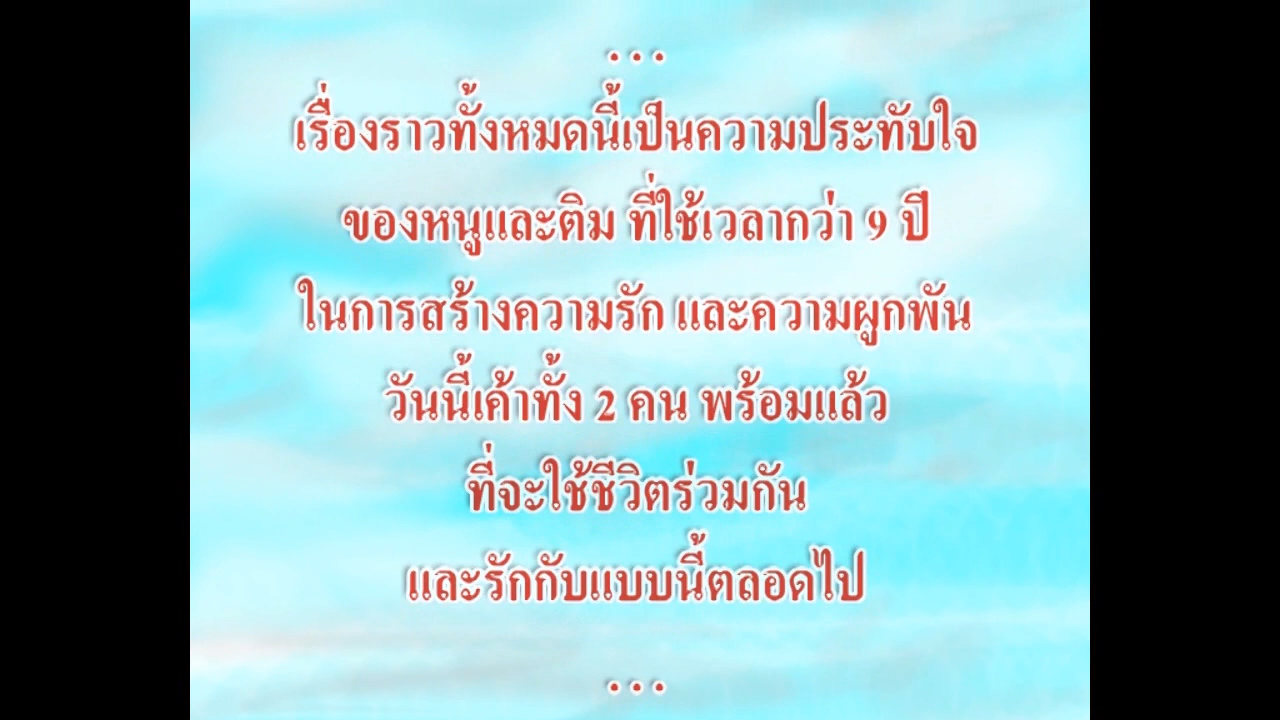 ...
เรื่องราวทั้งหมดนี้เป็นความประทับใจ
ของหนูและติม ที่ใช้เวลากว่า 9 ปี
ในการสร้างความรัก และความผูกพัน
วันนี้เค้าทั้ง 2 คน พร้อมแล้ว
ที่จะใช้ชีวิตร่วมกัน
และรักกับแบบนี้ตลอดไป
...